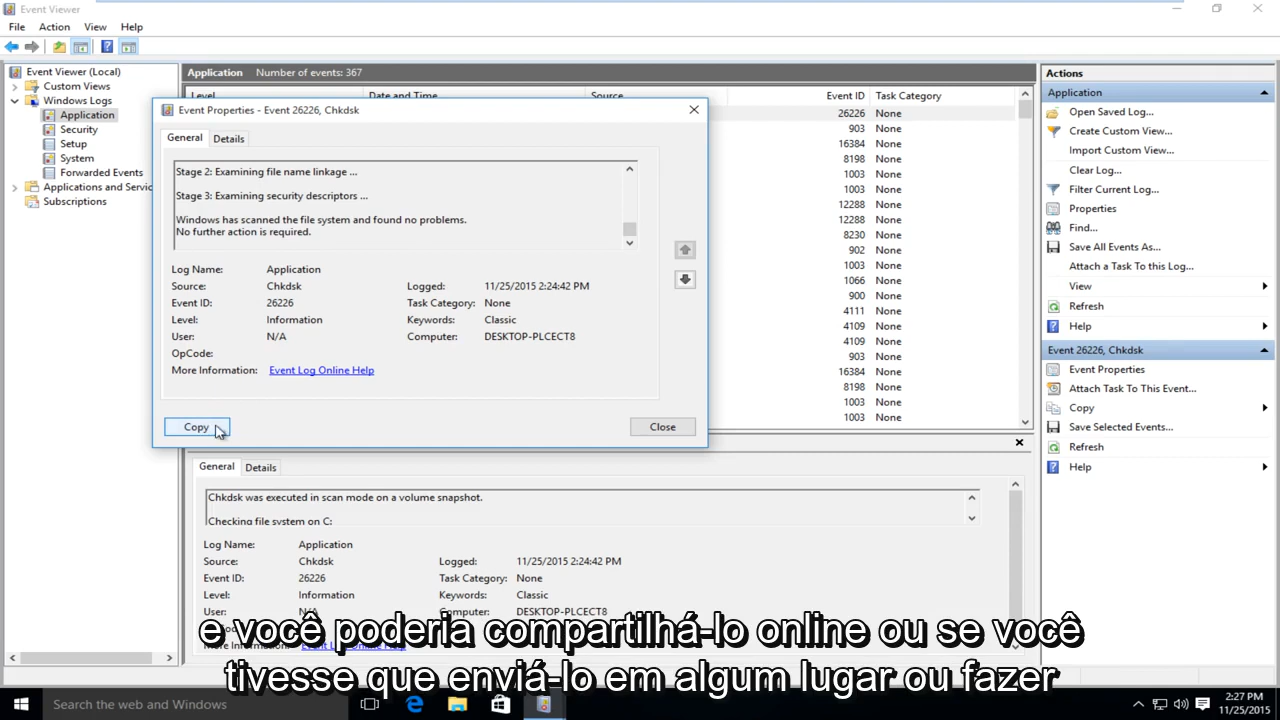 Event Viewer
File Action View Help
Event Viewer (Local)
Custom Views
Windows Logs
Application
Security
Setup
System
Forwarded Events
Applications and Servic
Subscriptions
Application Number of events: 367
Level Date and Time Source Event ID Task Category
26226 None
903 None
16384 None
8198 None
1003 None
1003 None
12288 None
12288 None
8230 None
902 None
1003 None
1066 None
900 None
4111 None
4109 None
4109 None
903 None
16384 None
8198 None
1003 None
1003 None
Event Properties - Event 26226, Chkdsk
General Details
Stage 2: Examining file name linkage ...
Stage 3: Examining security descriptors ...
Windows has scanned the file system and found no problems.
No further action is required.
Log Name: Application
Source: Chkdsk Logged: 11/25/2015 2:24:42 PM
Event ID: 26226 Task Category: None
Level: Information Keywords: Classic
User: N/A Computer: DESKTOP-PLCECT8
OpCode:
More Information: Event Log Online Help
Copy Close
General Details
Chkdsk was executed in scan mode on a volume snapshot.
Checking file system on C:
Log Name: Application
Source: Chkdsk Logged: 11/25/2015 2:24:42 PM
Event ID: 26226 Task Category: None
Level: Information Keywords: Classic
User: N/A Computer: DESKTOP-PLCECT8
Actions
Application
Open Saved Log...
Create Custom View...
Import Custom View...
Clear Log...
Filter Current Log...
Properties
Find...
Save All Events As...
Attach a Task To this Log...
View
Refresh
Help
Event 26226, Chkdsk
Event Properties
Attach Task To This Event...
Copy
Save Selected Events...
Refresh
Help
e você poderia compartilhá-lo online ou se você
tivesse que enviá-lo em algum lugar ou fazer
Search the web and Windows
2:27 PM
11/25/2015